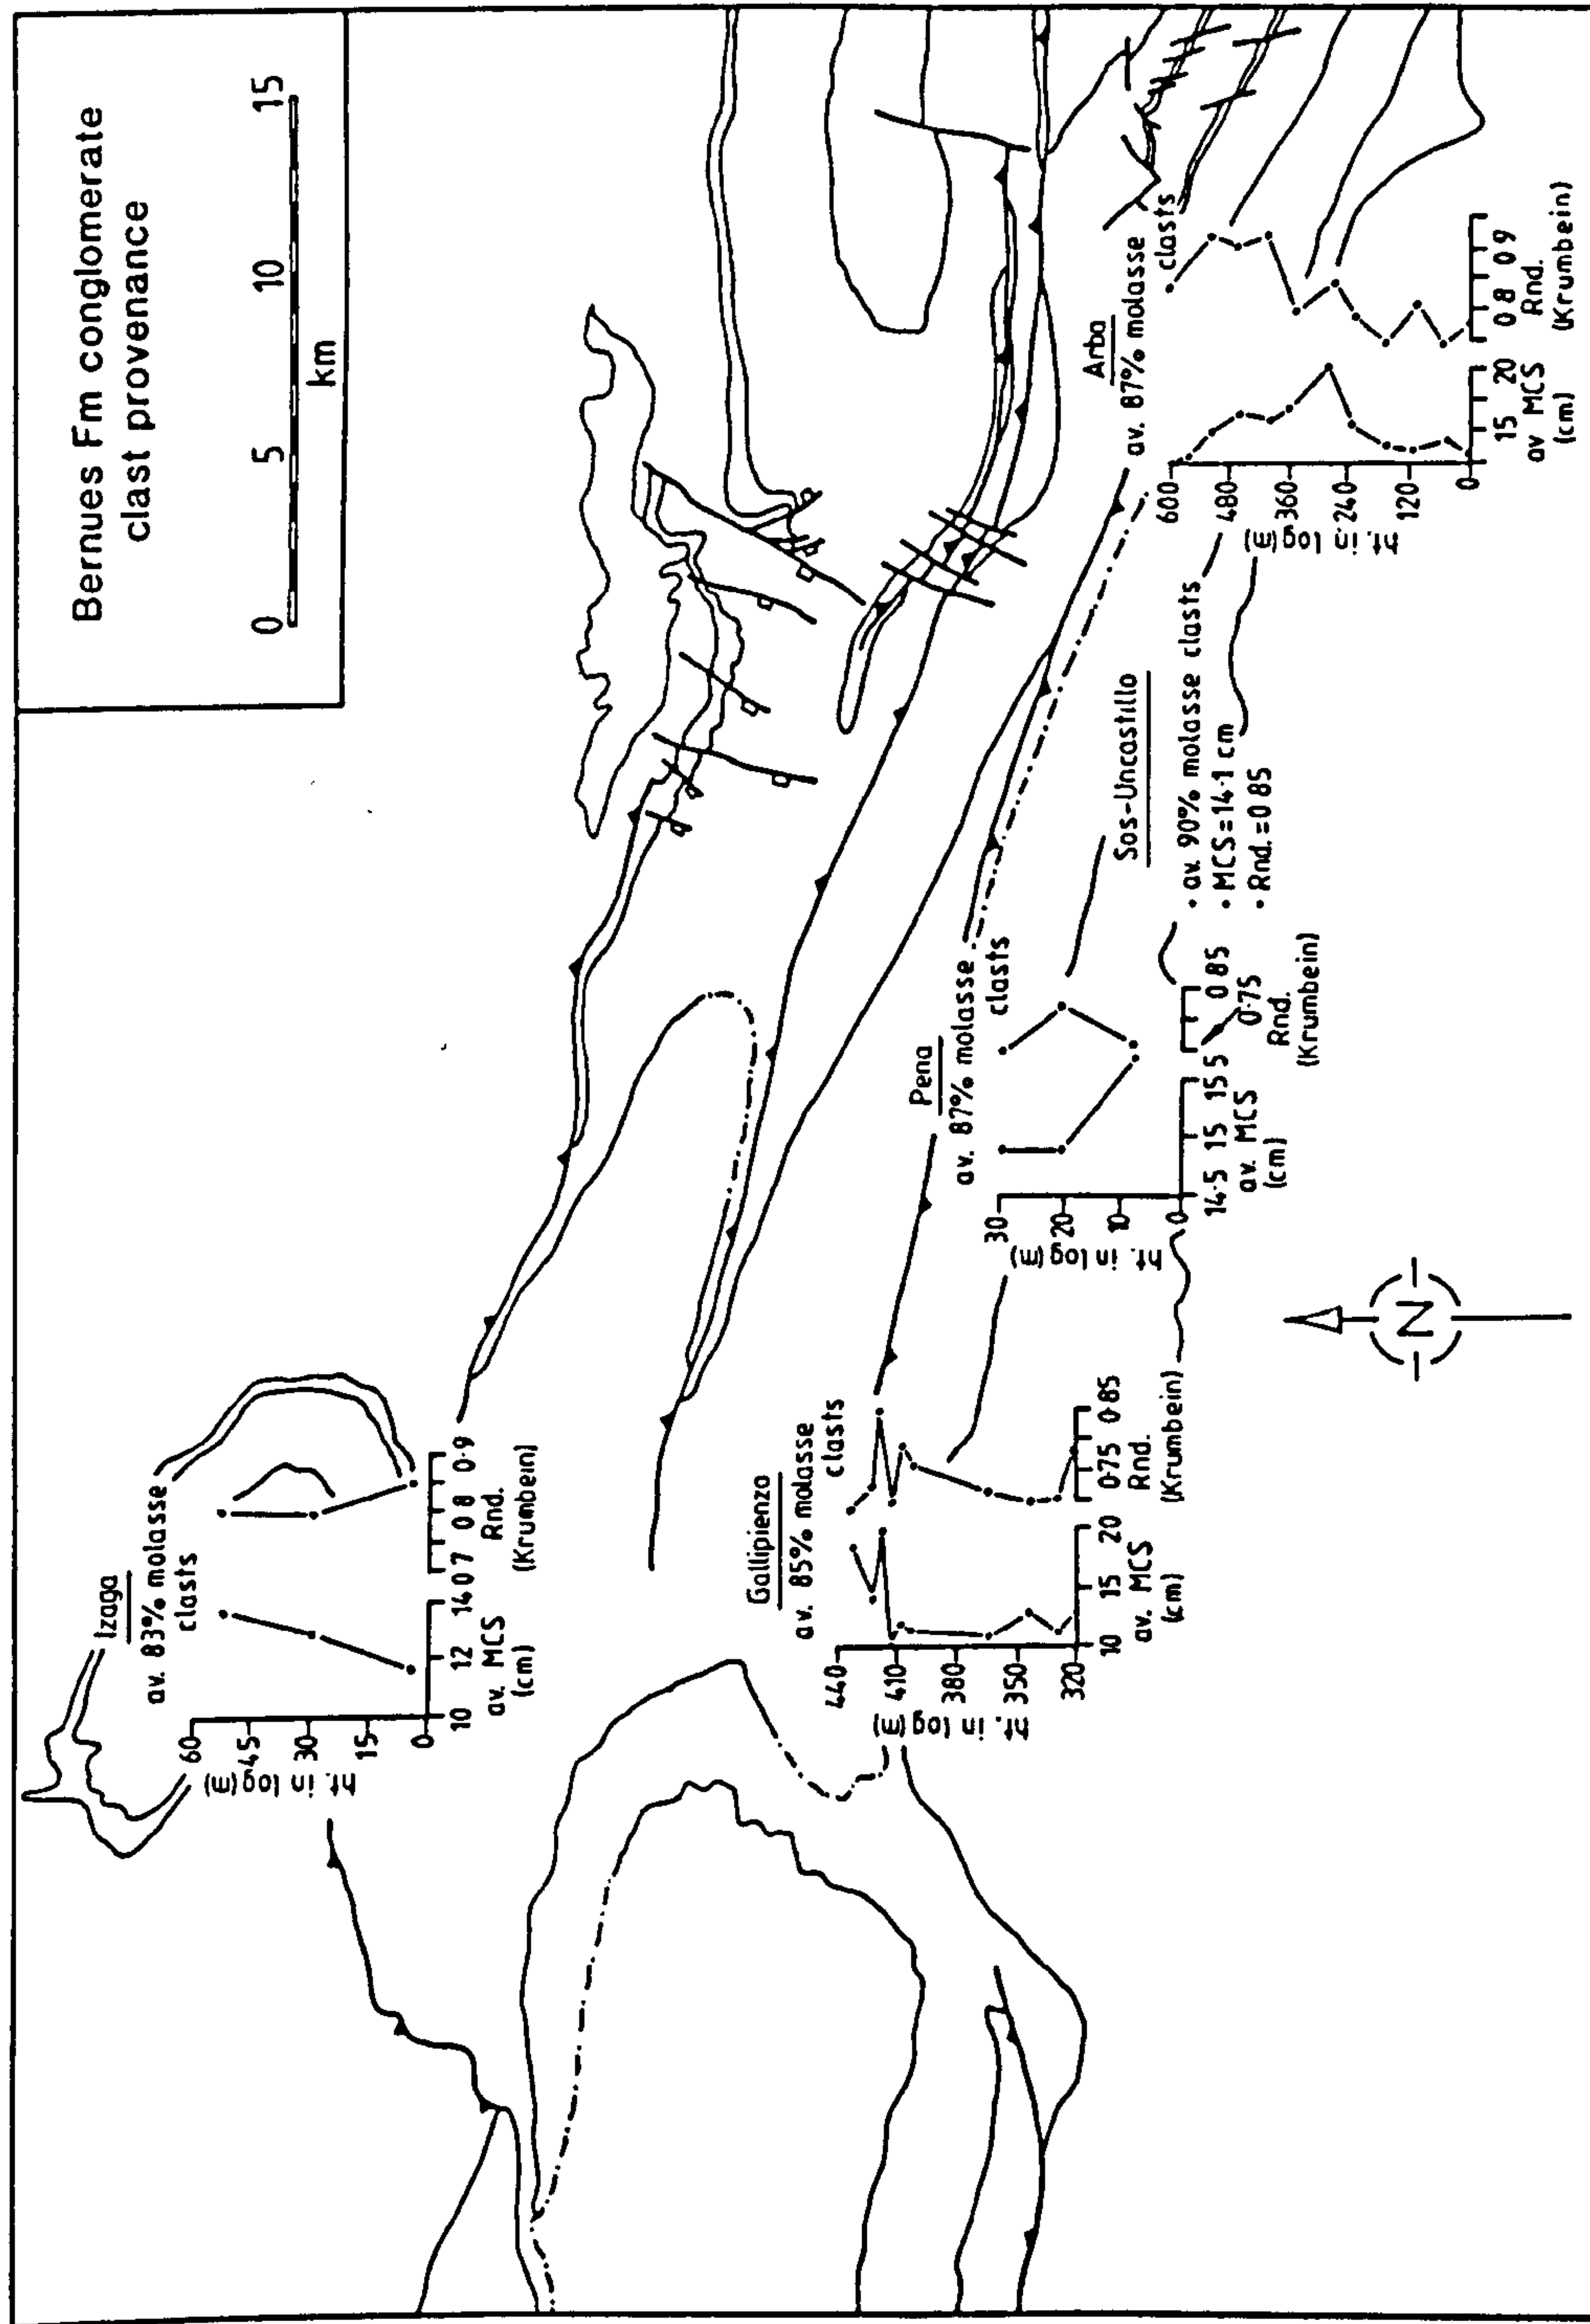 Bernues Fm conglomerate
clast provenance
0 5 10 15
km
Izaga
av. 83% molasse
clasts
60
45
30
15
0
ht. in log(m)
10 12 14
av. MCS
(cm)
0·7 0·8 0·9
Rnd.
(Krumbein)
Gallipienzo
av. 85% molasse
clasts
440
410
380
350
320
ht. in log(m)
10 15 20
av. MCS
(cm)
0·75 0·85
Rnd.
(Krumbein)
Pena
av. 87% molasse
clasts
30
20
10
0
ht. in log(m)
14·5 15 15·5
av. MCS
(cm)
0·75 0·85
Rnd.
(Krumbein)
Sos-Uncastillo
• av. 90% molasse clasts
• MCS=14·1 cm
• Rnd.=0·85
Arba
av. 87% molasse
clasts
600
480
360
240
120
0
ht. in log(m)
15 20
av MCS
(cm)
0·8 0·9
Rnd.
(Krumbein)
N